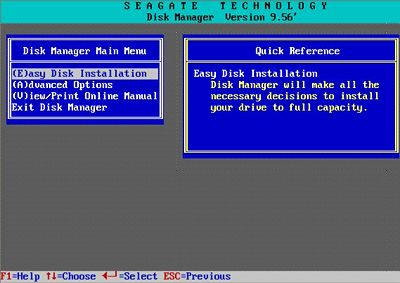 SEAGATE TECHNOLOGY
Disk Manager Version 9.56'
Disk Manager Main Menu
(E)asy Disk Installation
(A)dvanced Options
(V)iew/Print Online Manual
Exit Disk Manager
Quick Reference
Easy Disk Installation
Disk Manager will make all the
necessary decisions to install
your drive to full capacity.
F1=Help ↑↓=Choose ◄─┘=Select ESC=Previous